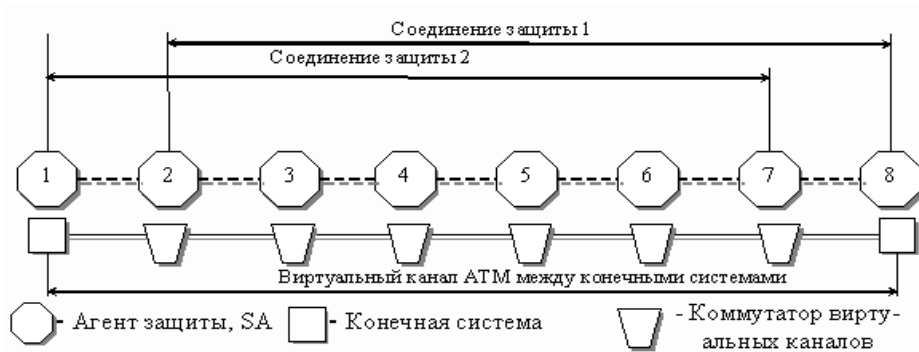 Соединение защиты 1
Соединение защиты 2
1 2 3 4 5 6 7 8
Виртуальный канал АТМ между конечными системами
- Агент защиты, SA - Конечная система - Коммутатор вирту-
альных каналов